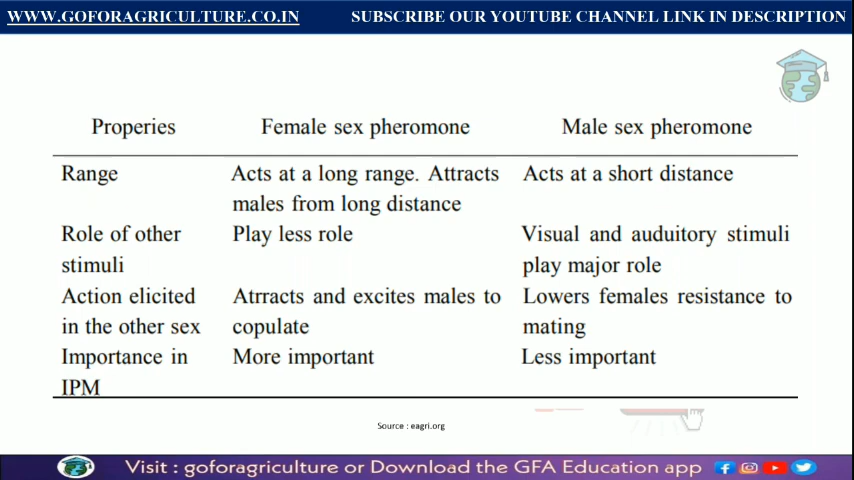 WWW.GOFORAGRICULTURE.CO.IN SUBSCRIBE OUR YOUTUBE CHANNEL LINK IN DESCRIPTION
Properies Female sex pheromone Male sex pheromone
Range Acts at a long range. Attracts Acts at a short distance
males from long distance
Role of other Play less role Visual and auduitory stimuli
stimuli play major role
Action elicited Atrracts and excites males to Lowers females resistance to
in the other sex copulate mating
Importance in More important Less important
IPM
Source : eagri.org
Visit : goforagriculture or Download the GFA Education app